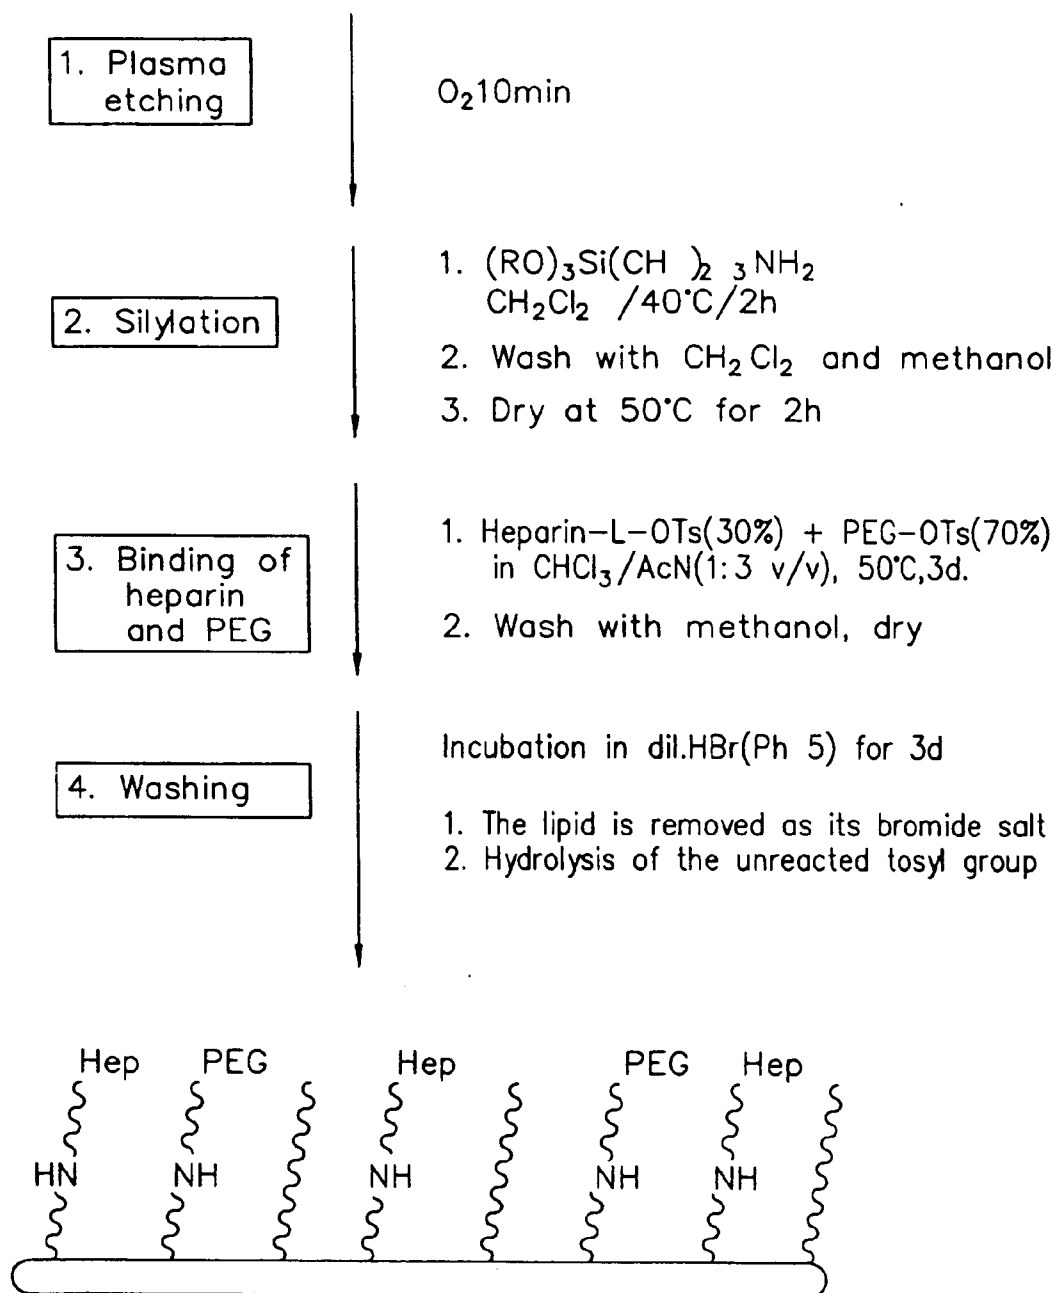 1. Plasma
etching
O₂10min
2. Silylation
1. (RO)₃Si(CH )₂ ₃NH₂
CH₂Cl₂ /40°C/2h
2. Wash with CH₂Cl₂ and methanol
3. Dry at 50°C for 2h
3. Binding of
heparin
and PEG
1. Heparin-L-OTs(30%) + PEG-OTs(70%)
in CHCl₃/AcN(1:3 v/v), 50°C,3d.
2. Wash with methanol, dry
4. Washing
Incubation in dil.HBr(Ph 5) for 3d
1. The lipid is removed as its bromide salt
2. Hydrolysis of the unreacted tosyl group
Hep PEG Hep PEG Hep
HN NH NH NH NH